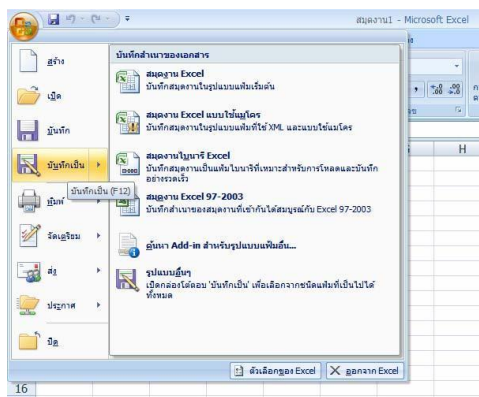 สมุดงาน1 - Microsoft Excel
สร้าง
เปิด
บันทึก
บันทึกเป็น
บันทึกเป็น (F12)
พิมพ์
จัดเตรียม
ส่ง
ประกาศ
ปิด
บันทึกสำเนาของเอกสาร
สมุดงาน Excel
บันทึกสมุดงานในรูปแบบแฟ้มเริ่มต้น
สมุดงาน Excel แบบใช้แมโคร
บันทึกสมุดงานในรูปแบบแฟ้มที่ใช้ XML และแบบใช้แมโคร
สมุดงานไบนารี Excel
บันทึกสมุดงานเป็นแฟ้มไบนารีที่เหมาะสำหรับการโหลดและบันทึก
อย่างรวดเร็ว
สมุดงาน Excel 97-2003
บันทึกสำเนาของสมุดงานที่เข้ากันได้สมบูรณ์กับ Excel 97-2003
ค้นหา Add-in สำหรับรูปแบบแฟ้มอื่น...
รูปแบบอื่นๆ
เปิดกล่องโต้ตอบ 'บันทึกเป็น' เพื่อเลือกจากชนิดแฟ้มที่เป็นไปได้
ทั้งหมด
ตัวเลือกของ Excel
ออกจาก Excel
H
16